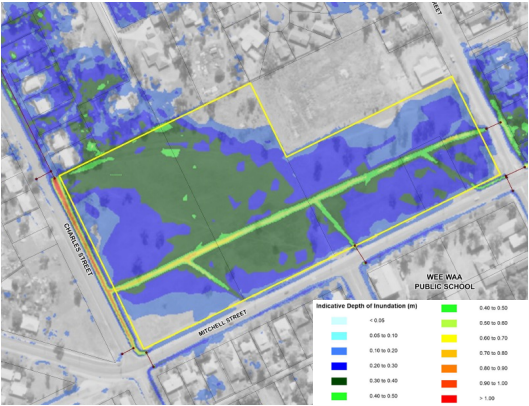 REET
CHARLES STREET
WEE WAA
PUBLIC SCHOOL
MITCHELL STREET
Indicative Depth of Inundation (m)
< 0.05
0.05 to 0.10
0.10 to 0.20
0.20 to 0.30
0.30 to 0.40
0.40 to 0.50
0.40 to 0.50
0.50 to 0.60
0.60 to 0.70
0.70 to 0.80
0.80 to 0.90
0.90 to 1.00
> 1.00